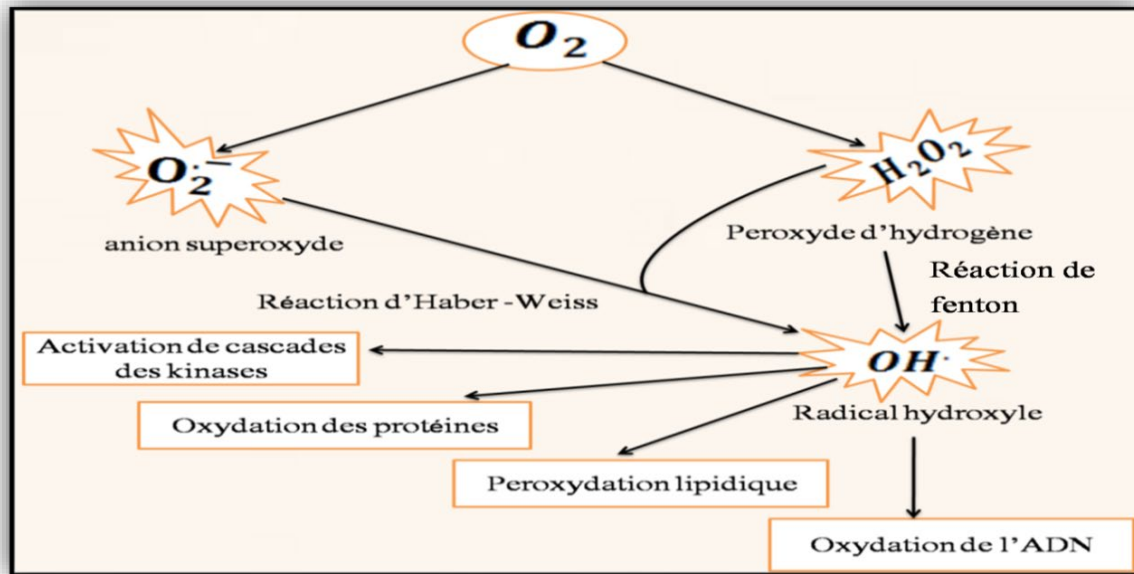 O₂
O₂·⁻
H₂O₂
anion superoxyde
Peroxyde d’hydrogène
Réaction de
fenton
Réaction d’Haber -Weiss
Activation de cascades
des kinases
OH·
Radical hydroxyle
Oxydation des protéines
Peroxydation lipidique
Oxydation de l’ADN